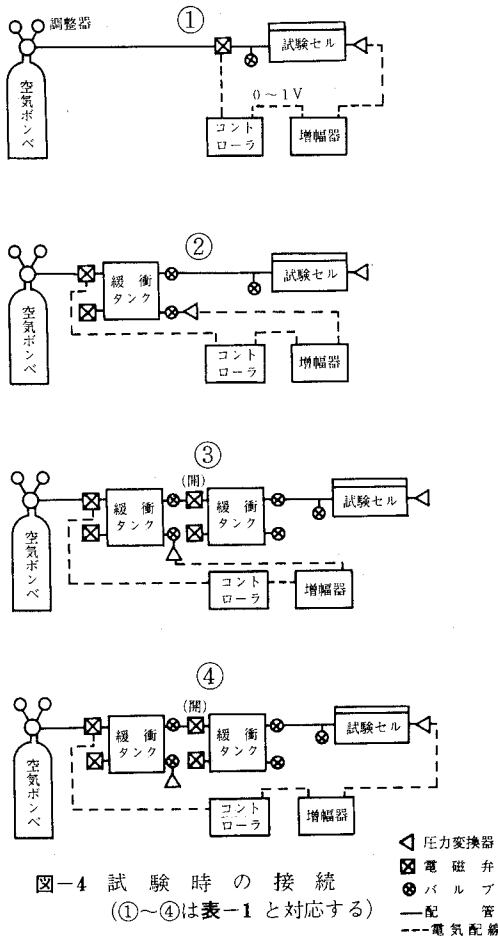 ①
調整器
空気ボンベ
試験セル
0～1V
コント
ローラ
増幅器
②
空気ボンベ
緩衝
タンク
試験セル
コント
ローラ
増幅器
③
(開)
空気ボンベ
緩衝
タンク
緩衝
タンク
試験セル
コント
ローラ
増幅器
④
(開)
空気ボンベ
緩衝
タンク
緩衝
タンク
試験セル
コント
ローラ
増幅器
圧力変換器
電磁弁
バルブ
配管
電気配線
図－4 試験時の接続
(①～④は表－1と対応する)